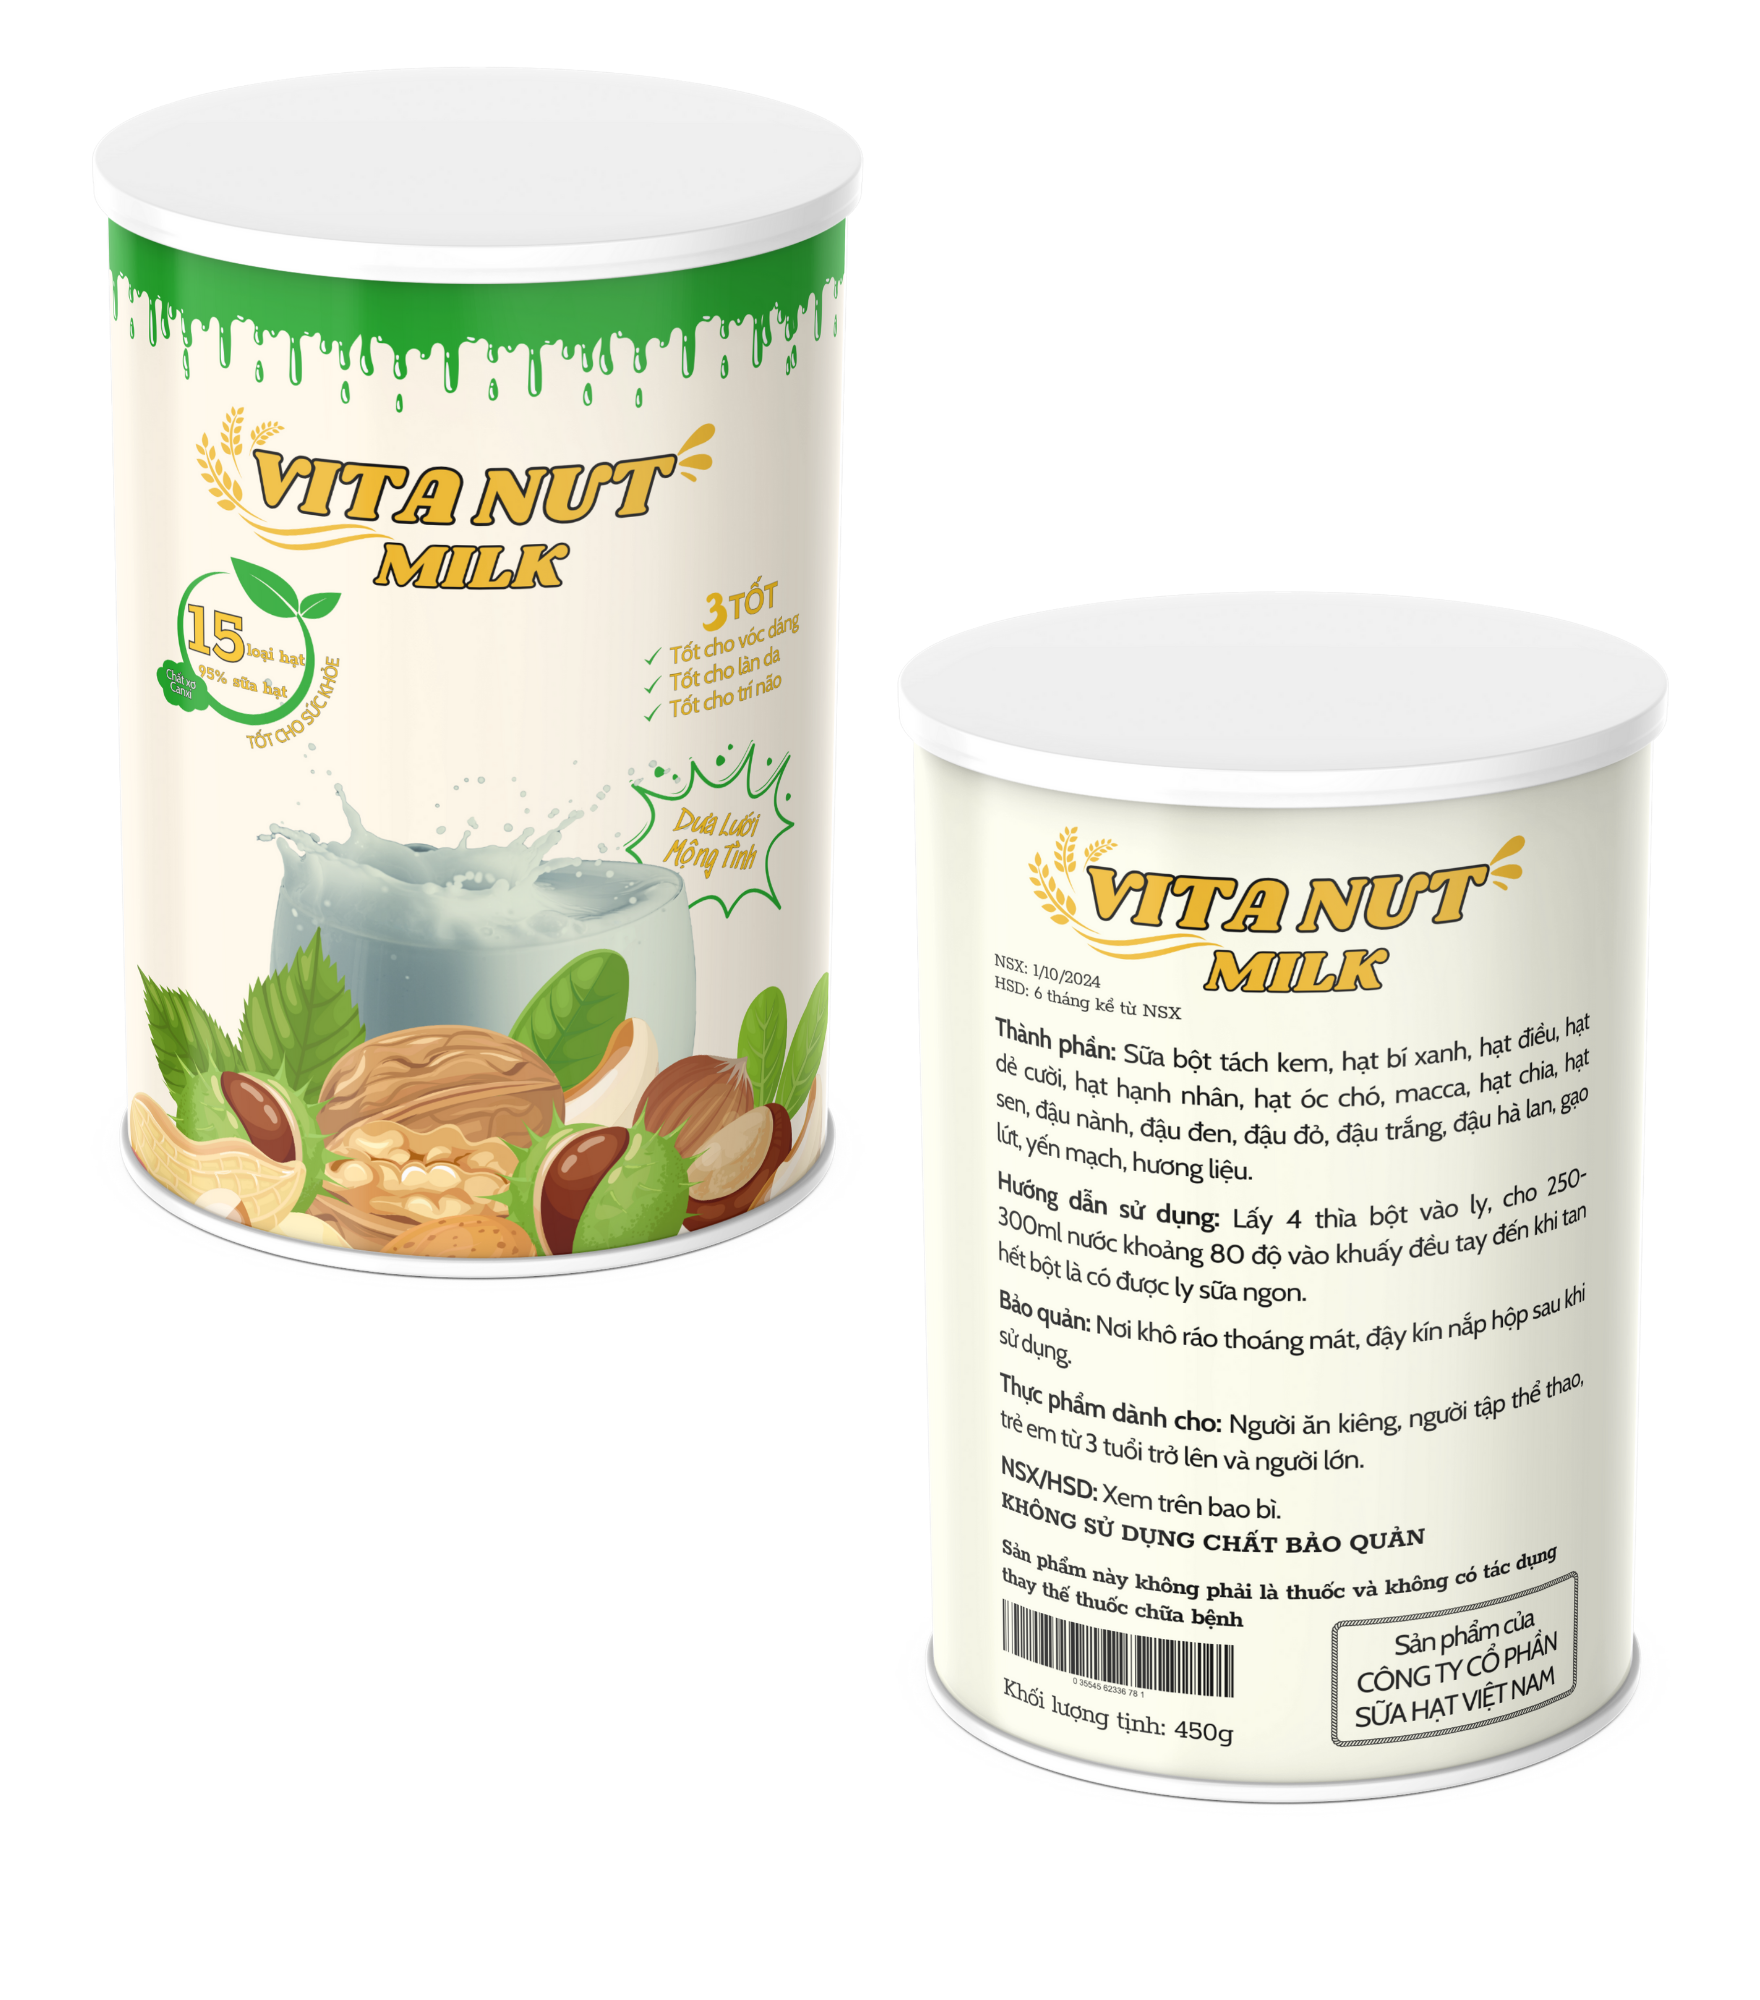 VITA NUT
MILK
15 loại hạt
95% sữa hạt
Chất xơ
Canxi
TỐT CHO SỨC KHỎE
3 TỐT
Tốt cho vóc dáng
Tốt cho làn da
Tốt cho trí não
Dưa Lưới
Mộng Tinh
VITA NUT
MILK
NSX: 1/10/2024
HSD: 6 tháng kể từ NSX
Thành phần: Sữa bột tách kem, hạt bí xanh, hạt điều, hạt
dẻ cười, hạt hạnh nhân, hạt óc chó, macca, hạt chia, hạt
sen, đậu nành, đậu đen, đậu đỏ, đậu trắng, đậu hà lan, gạo
lứt, yến mạch, hương liệu.
Hướng dẫn sử dụng: Lấy 4 thìa bột vào ly, cho 250-
300ml nước khoảng 80 độ vào khuấy đều tay đến khi tan
hết bột là có được ly sữa ngon.
Bảo quản: Nơi khô ráo thoáng mát, đậy kín nắp hộp sau khi
sử dụng.
Thực phẩm dành cho: Người ăn kiêng, người tập thể thao,
trẻ em từ 3 tuổi trở lên và người lớn.
NSX/HSD: Xem trên bao bì.
KHÔNG SỬ DỤNG CHẤT BẢO QUẢN
Sản phẩm này không phải là thuốc và không có tác dụng
thay thế thuốc chữa bệnh
0 35545 62336 78 1
Khối lượng tịnh: 450g
Sản phẩm của
CÔNG TY CỔ PHẦN
SỮA HẠT VIỆT NAM